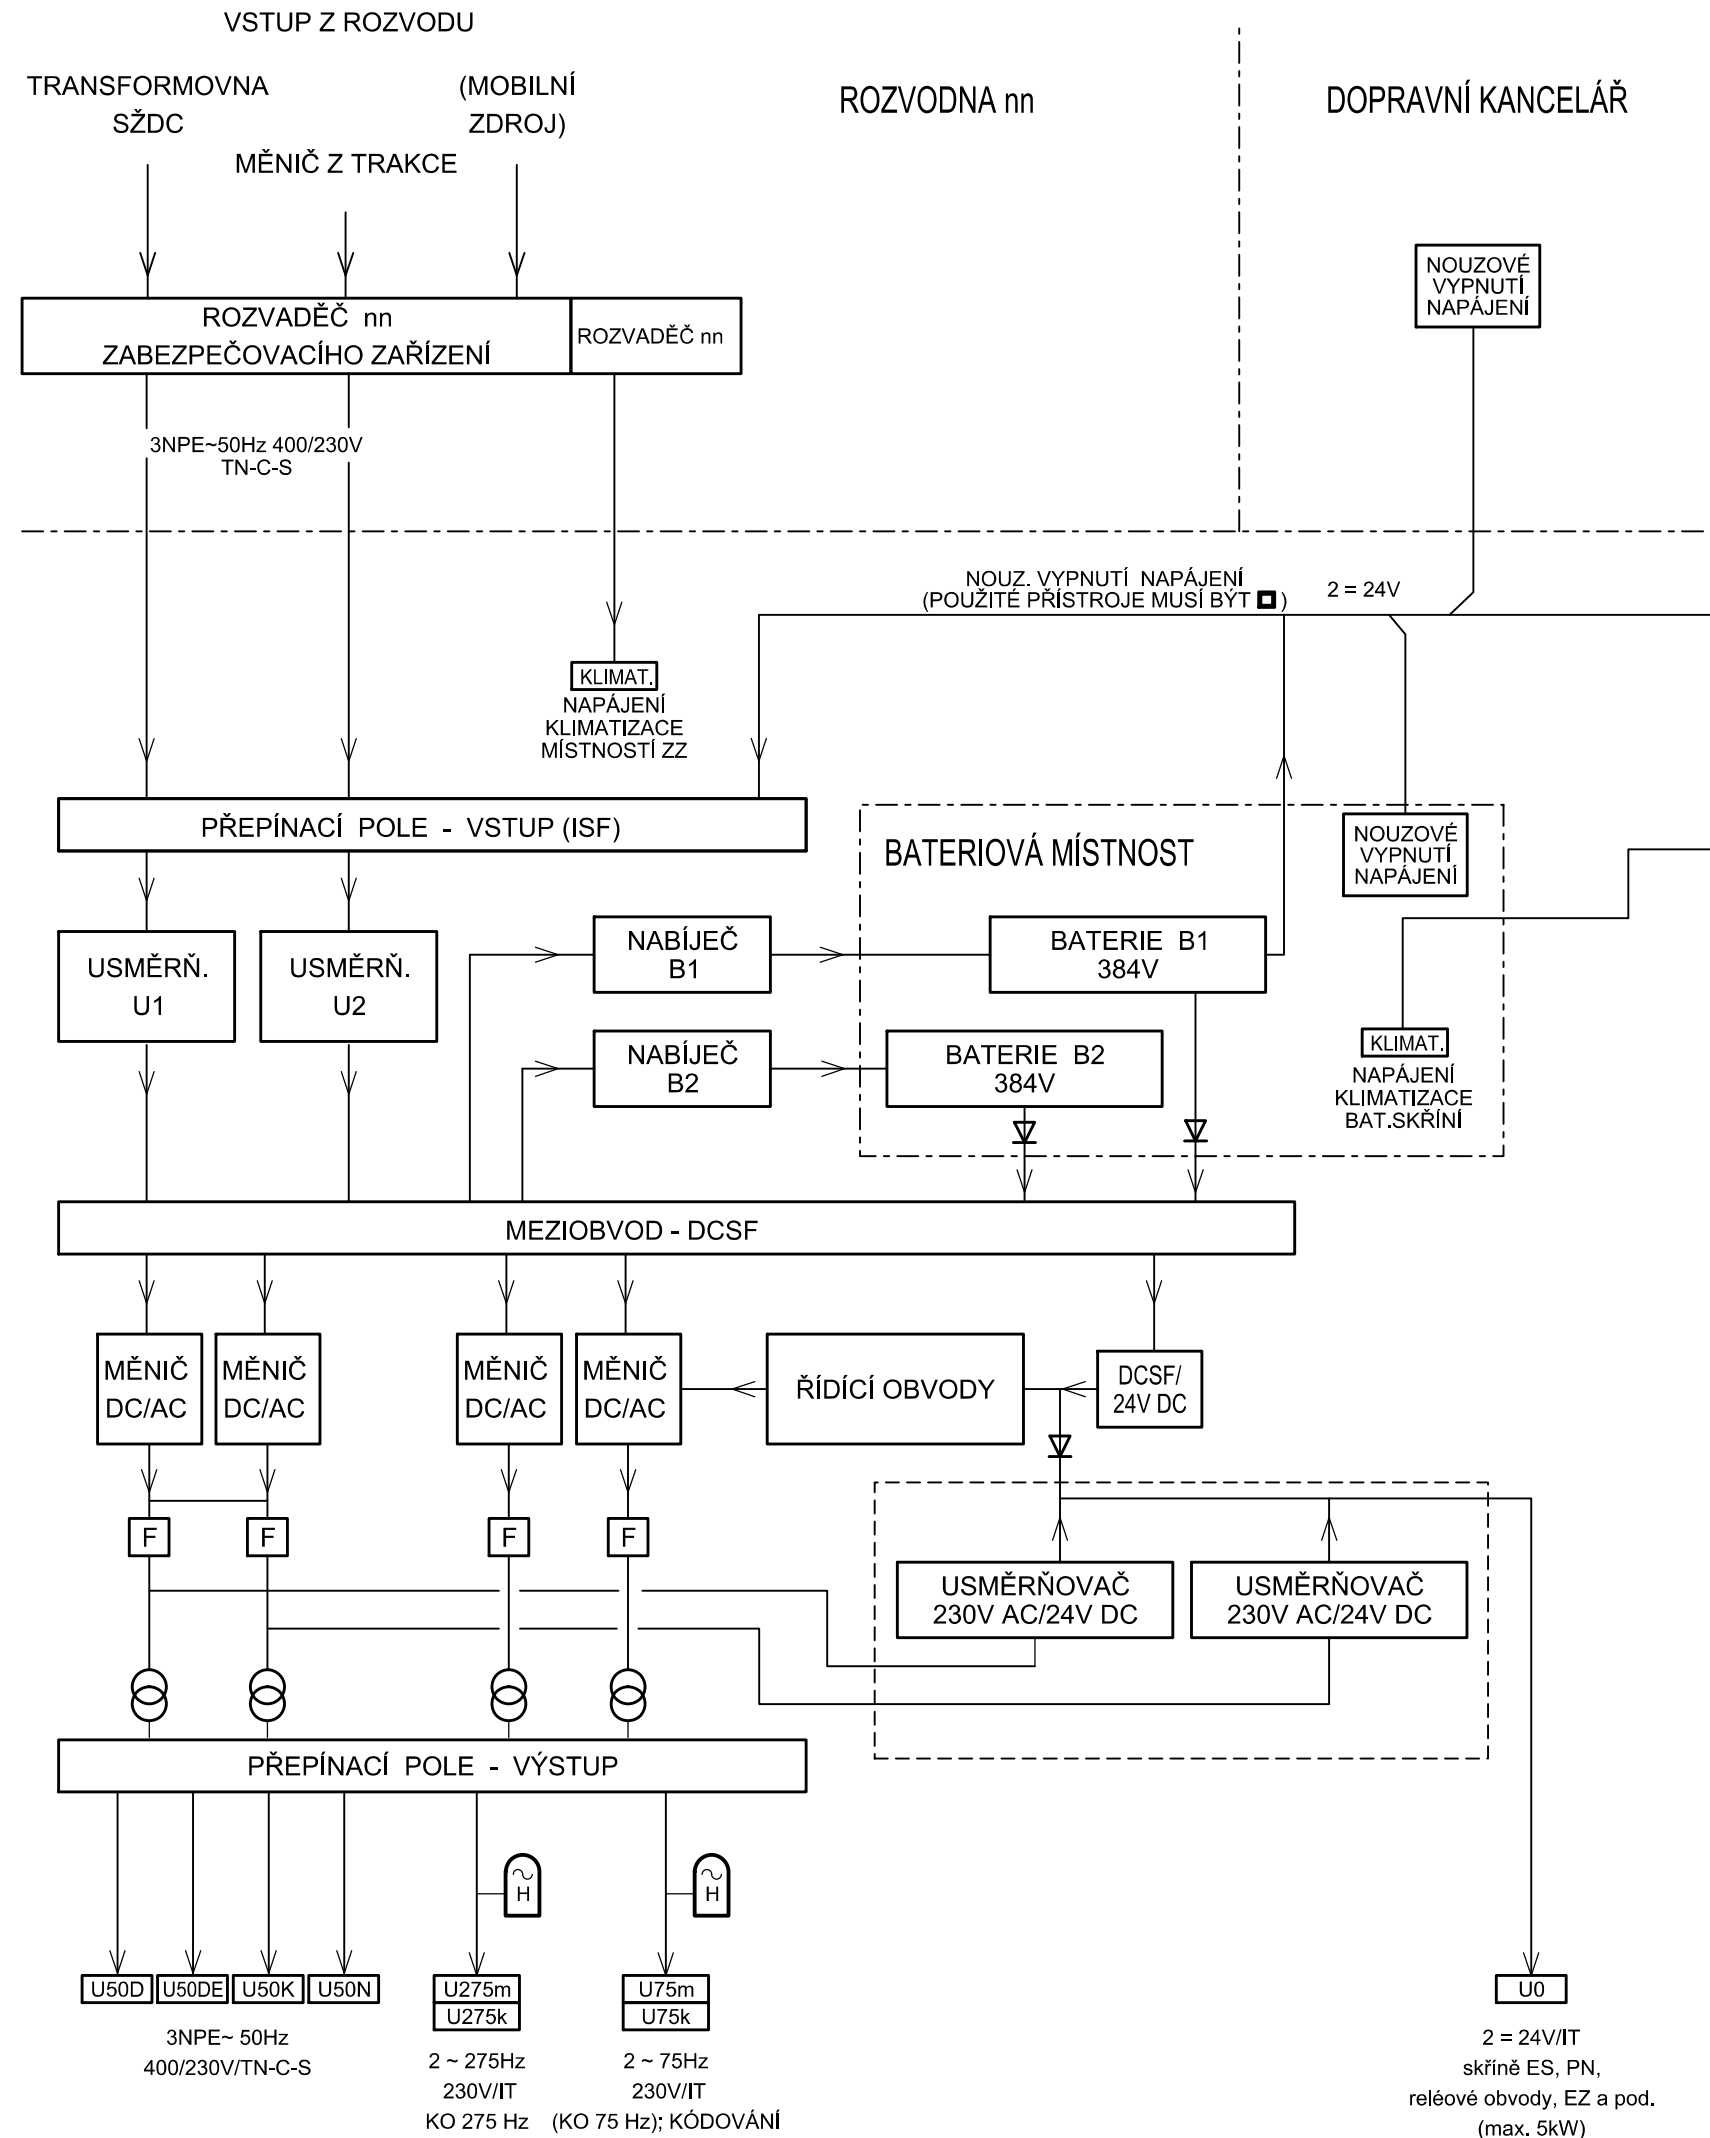 VSTUP Z ROZVODU
TRANSFORMOVNA
SŽDC
(MOBILNÍ
ZDROJ)
MĚNIČ Z TRAKCE
ROZVODNA nn
DOPRAVNÍ KANCELÁŘ
NOUZOVÉ
VYPNUTÍ
NAPÁJENÍ
ROZVADĚČ nn
ZABEZPEČOVACÍHO ZAŘÍZENÍ
ROZVADĚČ nn
3NPE~50Hz 400/230V
TN-C-S
NOUZ. VYPNUTÍ NAPÁJENÍ
(POUŽITÉ PŘÍSTROJE MUSÍ BÝT )
2 = 24V
KLIMAT.
NAPÁJENÍ
KLIMATIZACE
MÍSTNOSTÍ ZZ
PŘEPÍNACÍ POLE - VSTUP (ISF)
BATERIOVÁ MÍSTNOST
NOUZOVÉ
VYPNUTÍ
NAPÁJENÍ
USMĚRŇ.
U1
USMĚRŇ.
U2
NABÍJEČ
B1
BATERIE B1
384V
NABÍJEČ
B2
BATERIE B2
384V
KLIMAT.
NAPÁJENÍ
KLIMATIZACE
BAT.SKŘÍNÍ
MEZIOBVOD - DCSF
MĚNIČ
DC/AC
MĚNIČ
DC/AC
MĚNIČ
DC/AC
MĚNIČ
DC/AC
ŘÍDÍCÍ OBVODY
DCSF/
24V DC
F
F
F
F
USMĚRŇOVAČ
230V AC/24V DC
USMĚRŇOVAČ
230V AC/24V DC
PŘEPÍNACÍ POLE - VÝSTUP
H
H
U50D
U50DE
U50K
U50N
U275m
U275k
U75m
U75k
U0
3NPE~ 50Hz
400/230V/TN-C-S
2 ~ 275Hz
230V/IT
KO 275 Hz
2 ~ 75Hz
230V/IT
(KO 75 Hz); KÓDOVÁNÍ
2 = 24V/IT
skříně ES, PN,
reléové obvody, EZ a pod.
(max. 5kW)